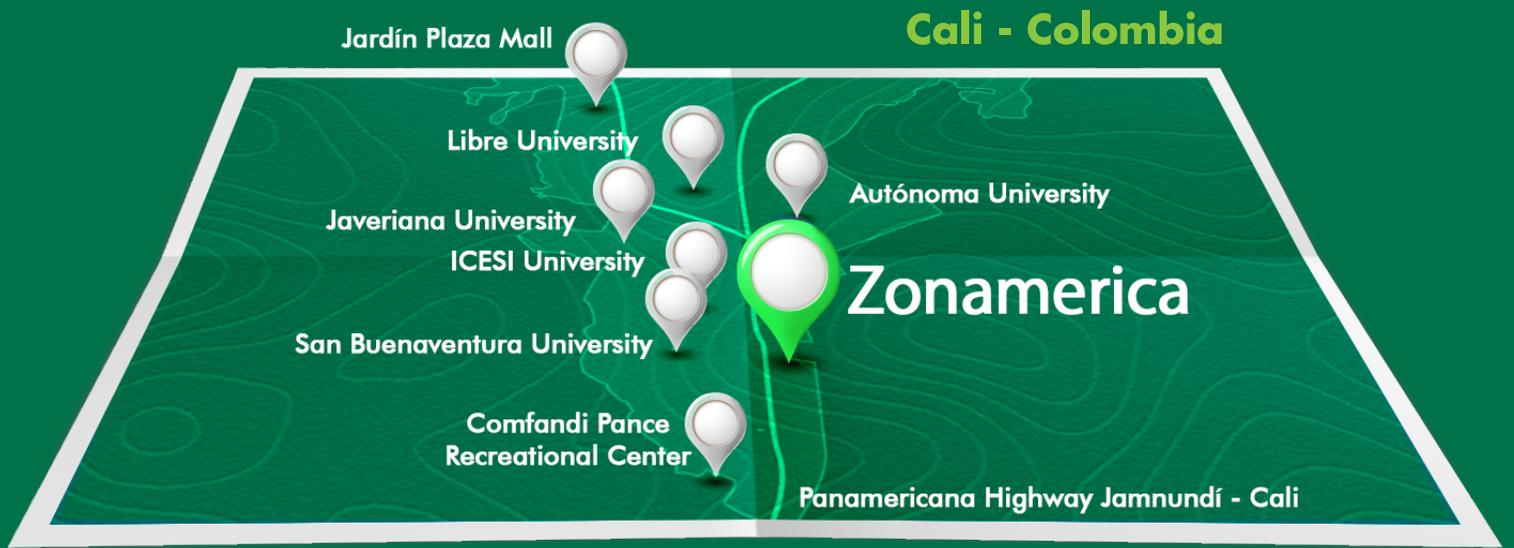 Cali - Colombia
Jardín Plaza Mall
Libre University
Autónoma University
Javeriana University
ICESI University
Zonamerica
San Buenaventura University
Comfandi Pance
Recreational Center
Panamericana Highway Jamnundí - Cali